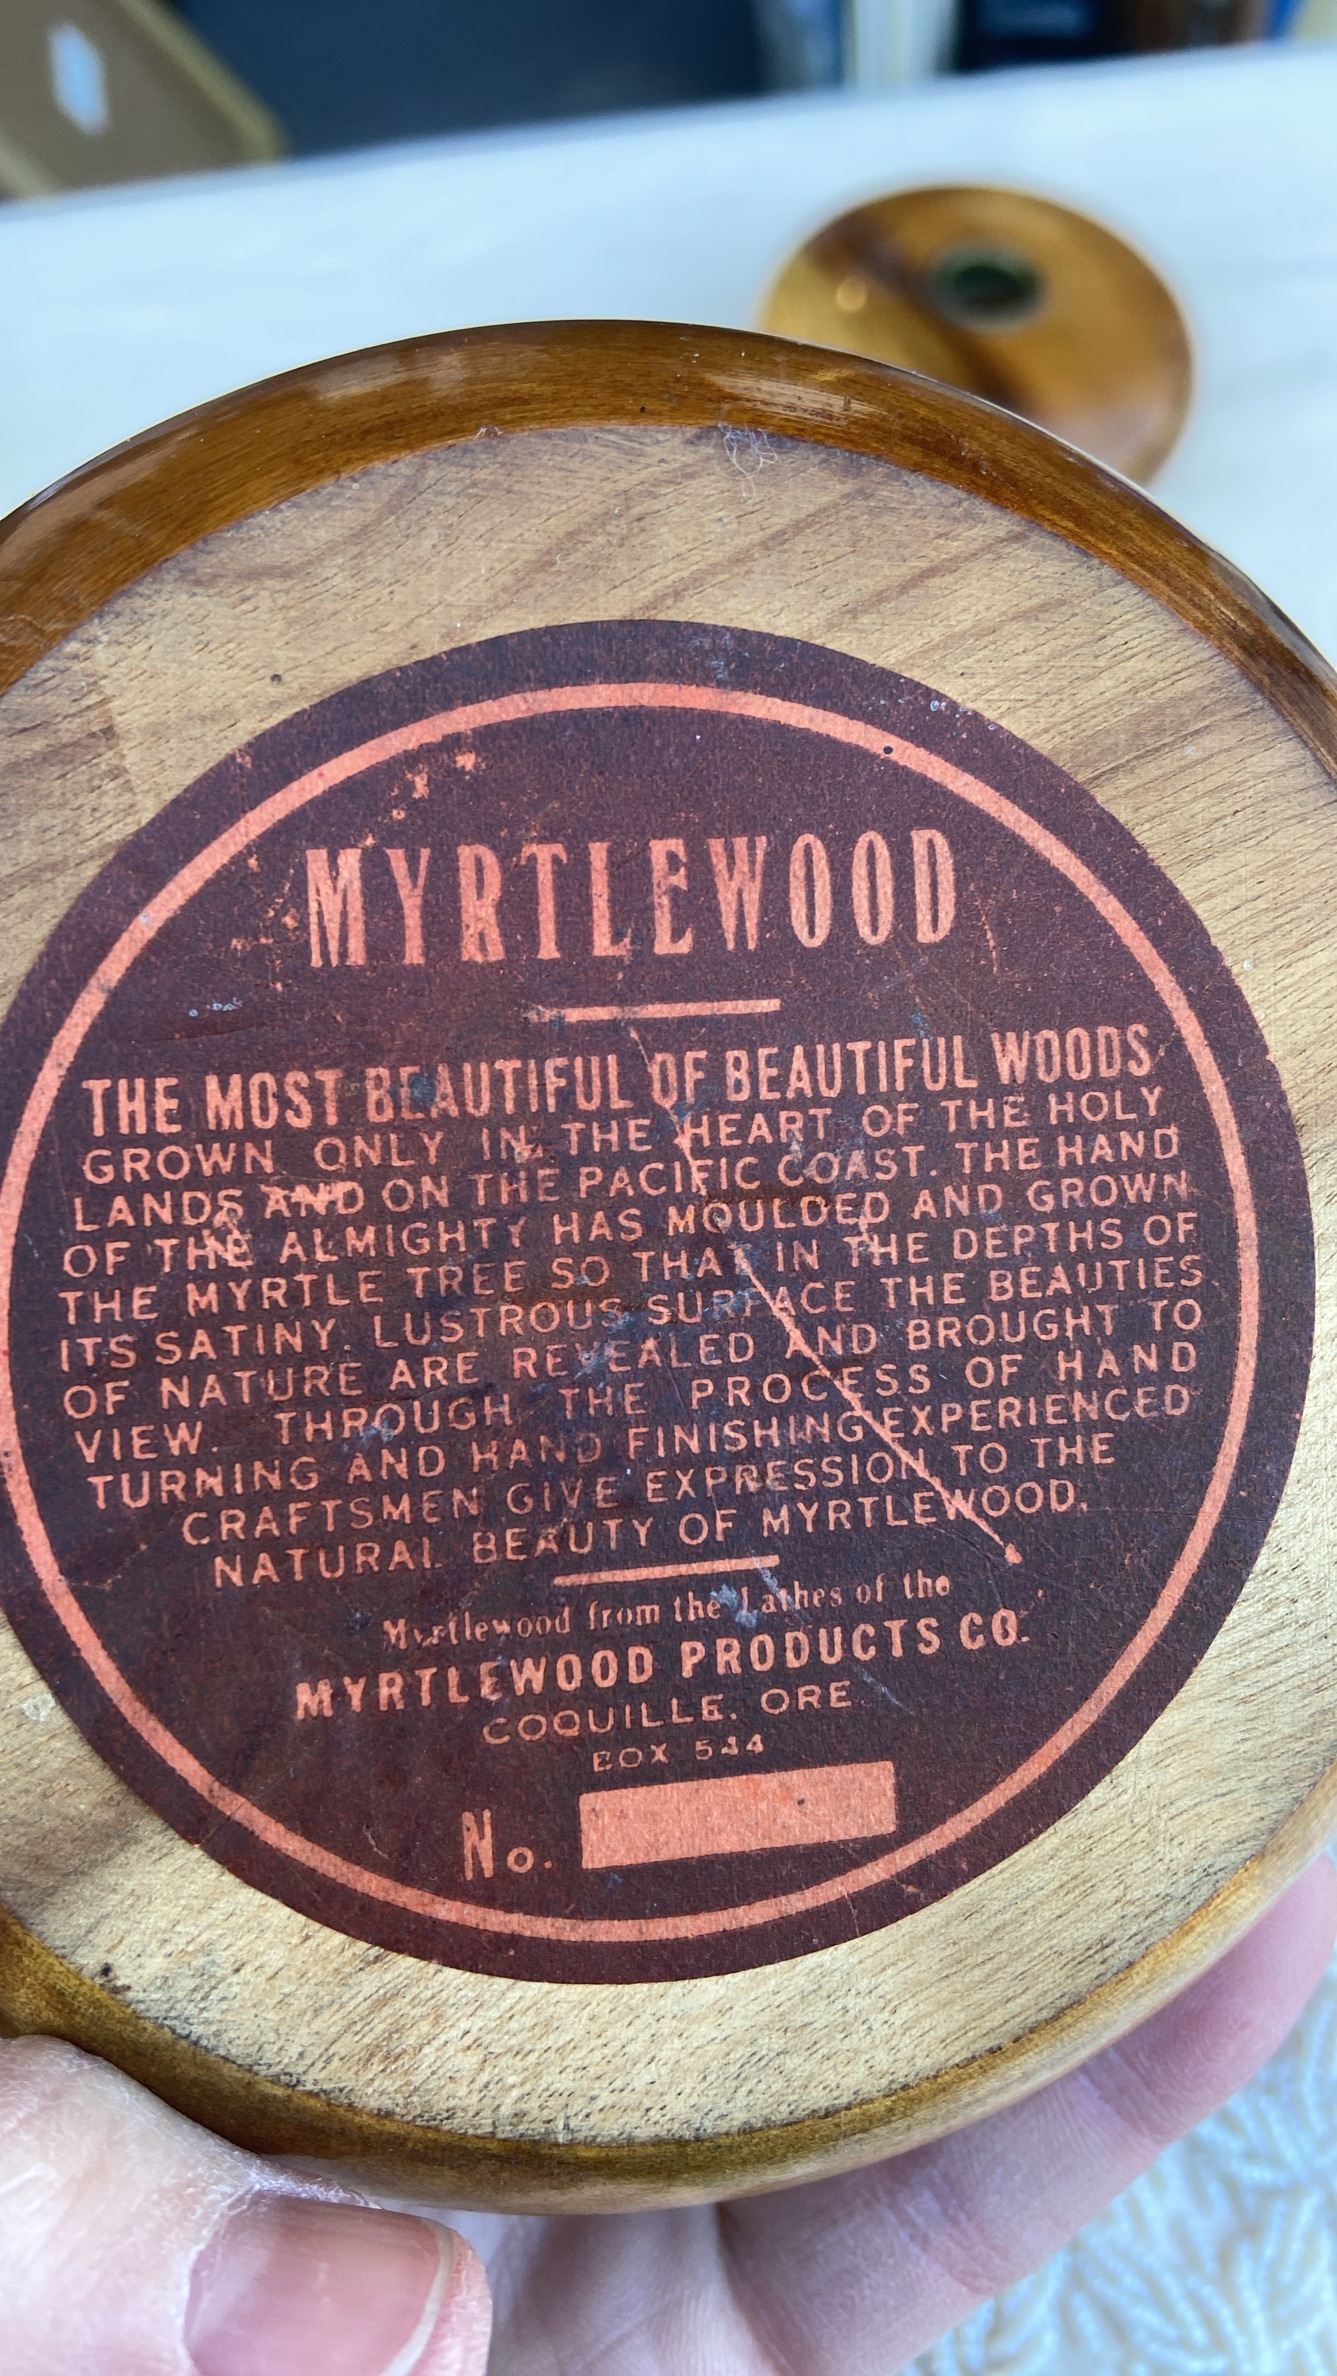 MYRTLEWOOD
THE MOST BEAUTIFUL OF BEAUTIFUL WOODS
GROWN ONLY IN THE HEART OF THE HOLY
LANDS AND ON THE PACIFIC COAST. THE HAND
OF THE ALMIGHTY HAS MOULDED AND GROWN
THE MYRTLE TREE SO THAT IN THE DEPTHS OF
ITS SATINY, LUSTROUS SURFACE THE BEAUTIES
OF NATURE ARE REVEALED AND BROUGHT TO
VIEW. THROUGH THE PROCESS OF HAND
TURNING AND HAND FINISHING EXPERIENCED
CRAFTSMEN GIVE EXPRESSION TO THE
NATURAL BEAUTY OF MYRTLEWOOD.
Myrtlewood from the Lathes of the
MYRTLEWOOD PRODUCTS CO.
COQUILLE, ORE.
BOX 544
No.